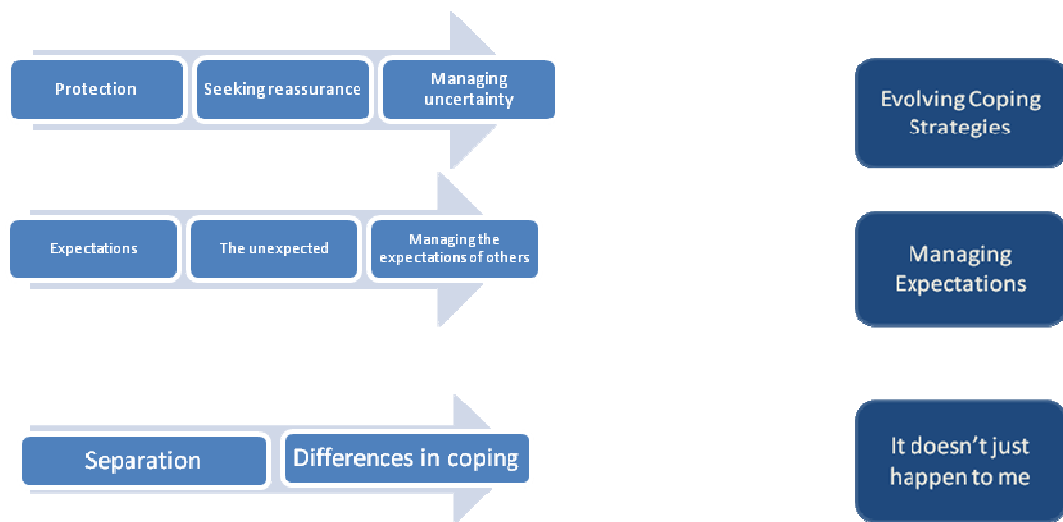 Protection
Seeking reassurance
Managing
uncertainty
Evolving Coping
Strategies
Expectations
The unexpected
Managing the
expectations of others
Managing
Expectations
Separation
Differences in coping
It doesn’t just
happen to me